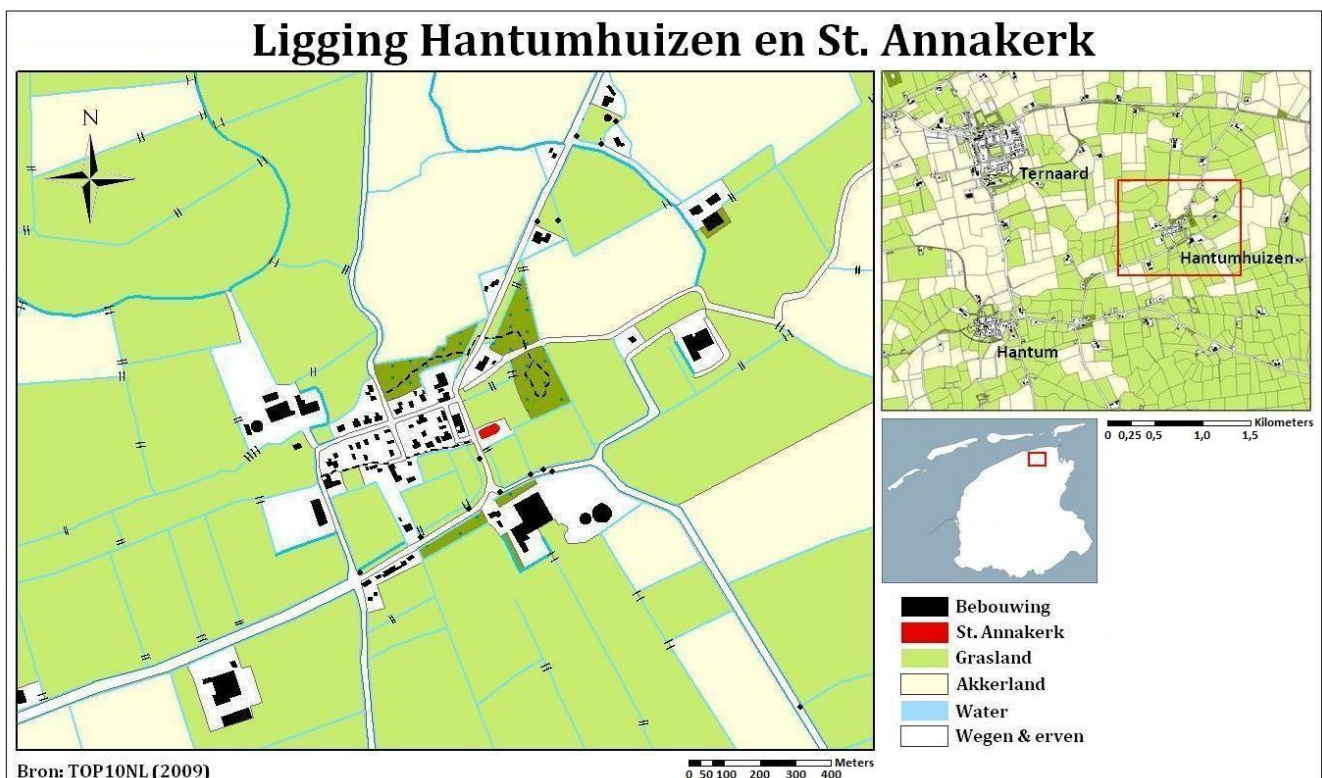 Ligging Hantumhuizen en St. Annakerk
N
Ternaard
Hantumhuizen
Hantum
0 0,25 0,5 1,0 1,5 Kilometers
Bebouwing
St. Annakerk
Grasland
Akkerland
Water
Wegen & erven
Bron: TOP10NL (2009)
0 50 100 200 300 400 Meters